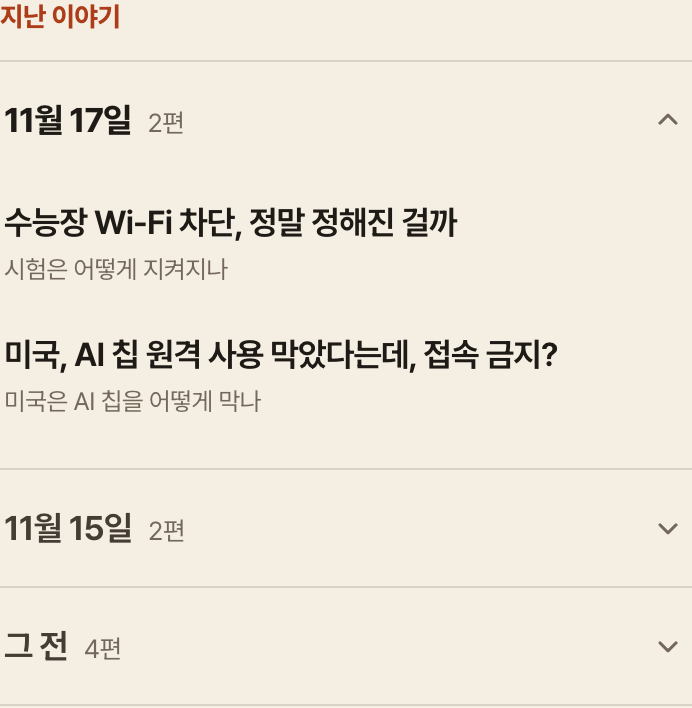 지난 이야기
11월 17일 2편
수능장 Wi-Fi 차단, 정말 정해진 걸까
시험은 어떻게 지켜지나
미국, AI 칩 원격 사용 막았다는데, 접속 금지?
미국은 AI 칩을 어떻게 막나
11월 15일 2편
그 전 4편